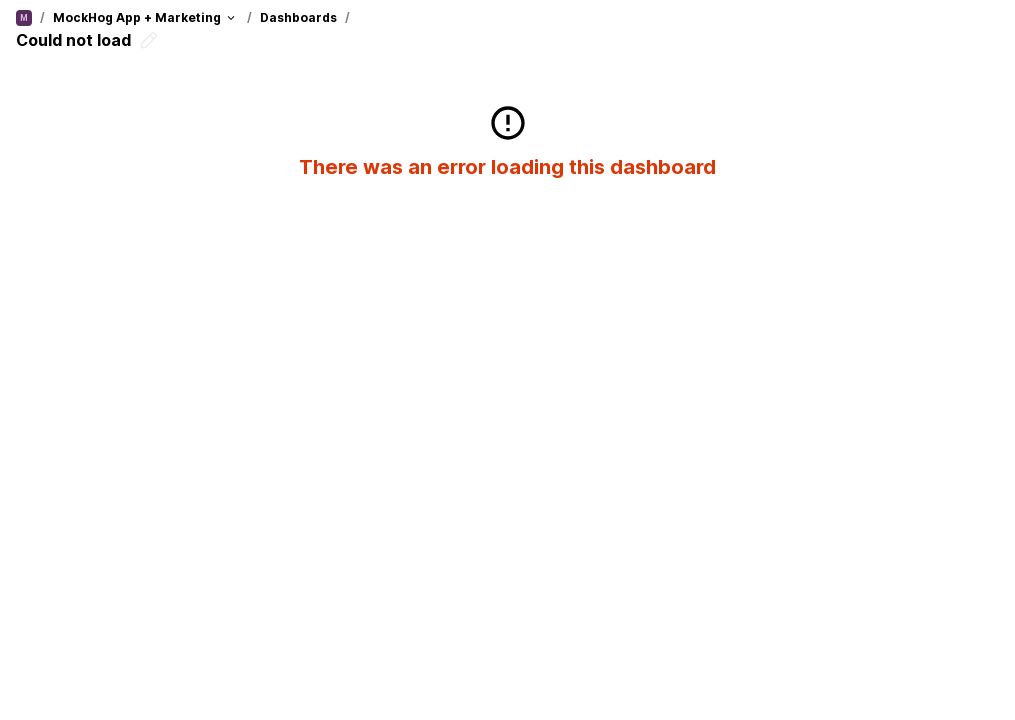 M / MockHog App + Marketing / Dashboards /
Could not load
There was an error loading this dashboard